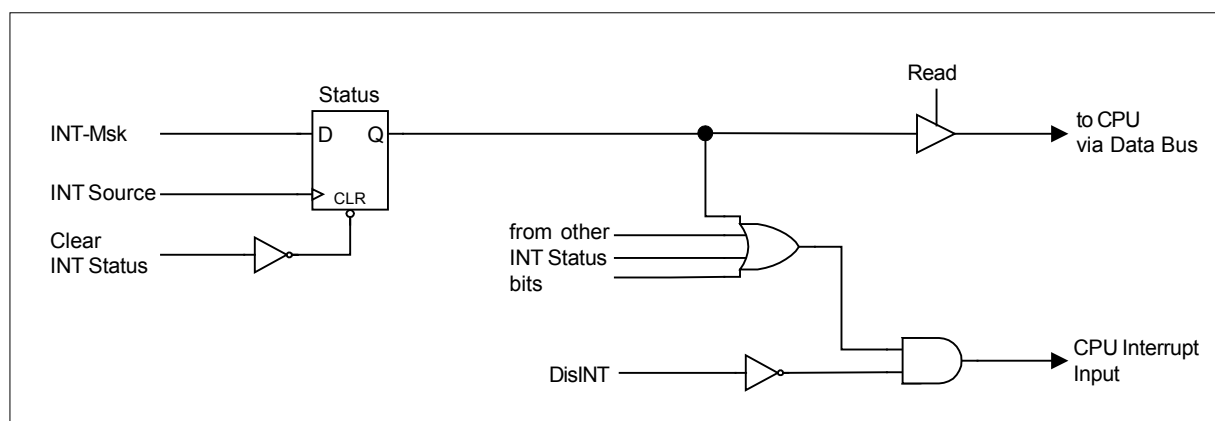 Read
Status
INT-Msk
D
Q
to CPU
via Data Bus
INT Source
CLR
Clear
INT Status
from other
INT Status
bits
DisINT
CPU Interrupt
Input